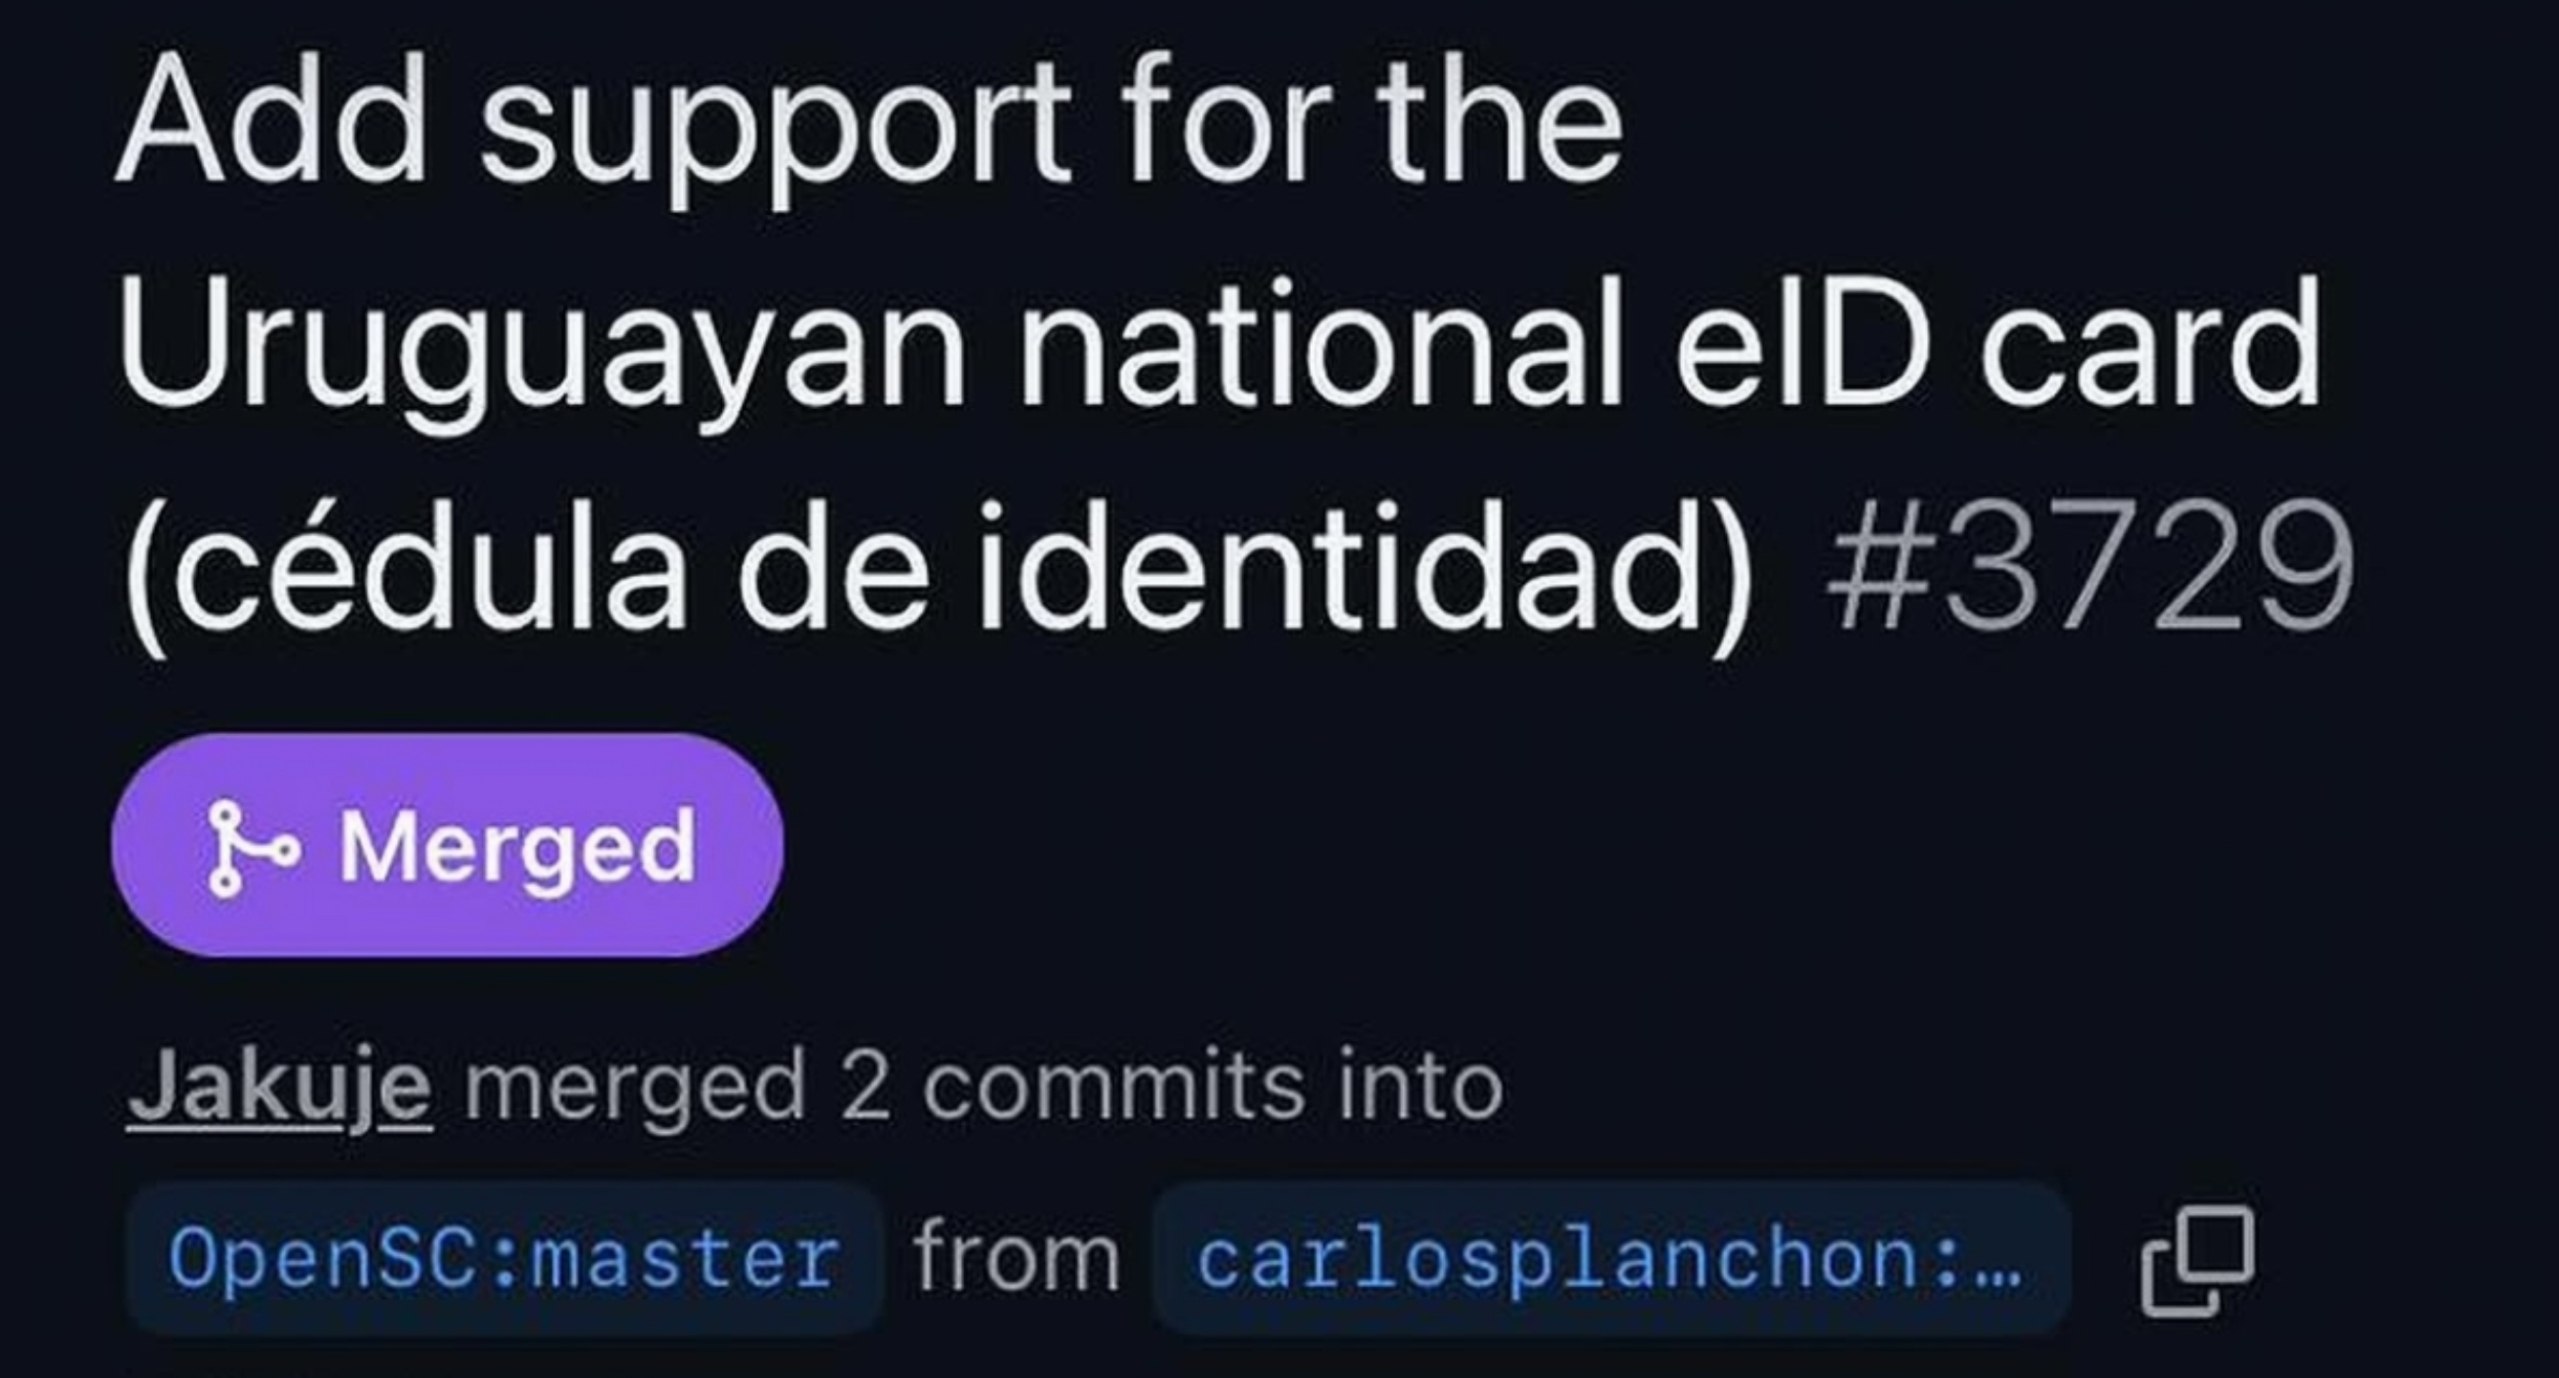 Add support for the
Uruguayan national eID card
(cédula de identidad) #3729
Merged
Jakuje merged 2 commits into
OpenSC:master from carlosplanchon:…